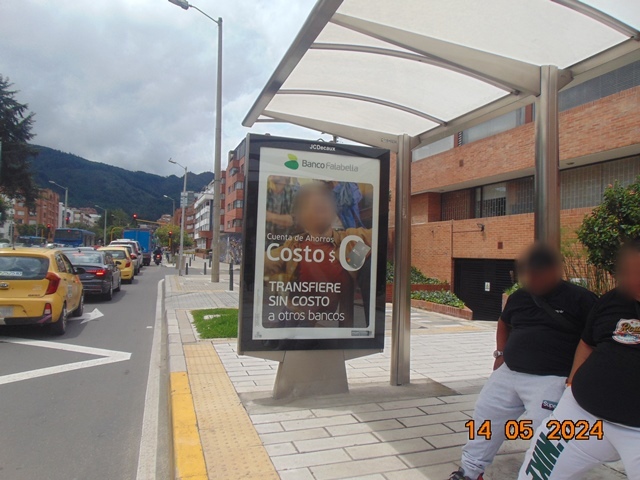 JCDecaux
Banco Falabella
Cuenta de Ahorros
Costo $0
TRANSFIERE
SIN COSTO
a otros bancos
14 05 2024